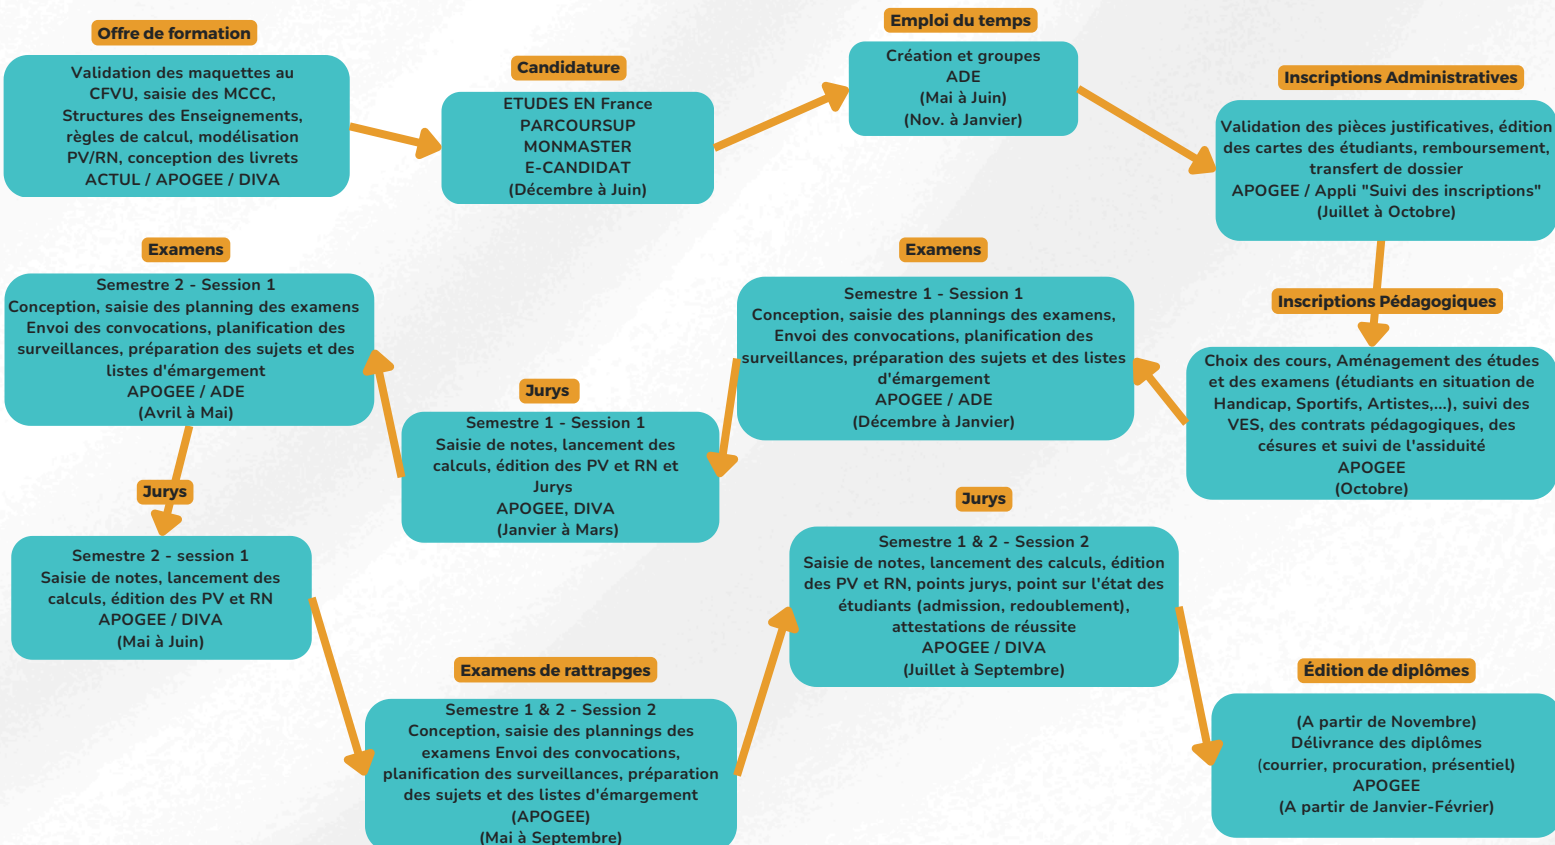 Offre de formation
Validation des maquettes au
CFVU, saisie des MCCC,
Structures des Enseignements,
règles de calcul, modélisation
PV/RN, conception des livrets
ACTUL / APOGEE / DIVA
Candidature
ETUDES EN France
PARCOURSUP
MONMASTER
E-CANDIDAT
(Décembre à Juin)
Emploi du temps
Création et groupes
ADE
(Mai à Juin)
(Nov. à Janvier)
Inscriptions Administratives
Validation des pièces justificatives, édition
des cartes des étudiants, remboursement,
transfert de dossier
APOGEE / Appli "Suivi des inscriptions"
(Juillet à Octobre)
Inscriptions Pédagogiques
Choix des cours, Aménagement des études
et des examens (étudiants en situation de
Handicap, Sportifs, Artistes,...), suivi des
VES, des contrats pédagogiques, des
césures et suivi de l'assiduité
APOGEE
(Octobre)
Examens
Semestre 1 - Session 1
Conception, saisie des plannings des examens,
Envoi des convocations, planification des
surveillances, préparation des sujets et des listes
d'émargement
APOGEE / ADE
(Décembre à Janvier)
Jurys
Semestre 1 - Session 1
Saisie de notes, lancement des
calculs, édition des PV et RN et
Jurys
APOGEE, DIVA
(Janvier à Mars)
Examens
Semestre 2 - Session 1
Conception, saisie des planning des examens
Envoi des convocations, planification des
surveillances, préparation des sujets et des
listes d'émargement
APOGEE / ADE
(Avril à Mai)
Jurys
Semestre 2 - session 1
Saisie de notes, lancement des
calculs, édition des PV et RN
APOGEE / DIVA
(Mai à Juin)
Examens de rattrapges
Semestre 1 & 2 - Session 2
Conception, saisie des plannings des
examens Envoi des convocations,
planification des surveillances, préparation
des sujets et des listes d'émargement
(APOGEE)
(Mai à Septembre)
Jurys
Semestre 1 & 2 - Session 2
Saisie de notes, lancement des calculs, édition
des PV et RN, points jurys, point sur l'état des
étudiants (admission, redoublement),
attestations de réussite
APOGEE / DIVA
(Juillet à Septembre)
Édition de diplômes
(A partir de Novembre)
Délivrance des diplômes
(courrier, procuration, présentiel)
APOGEE
(A partir de Janvier-Février)